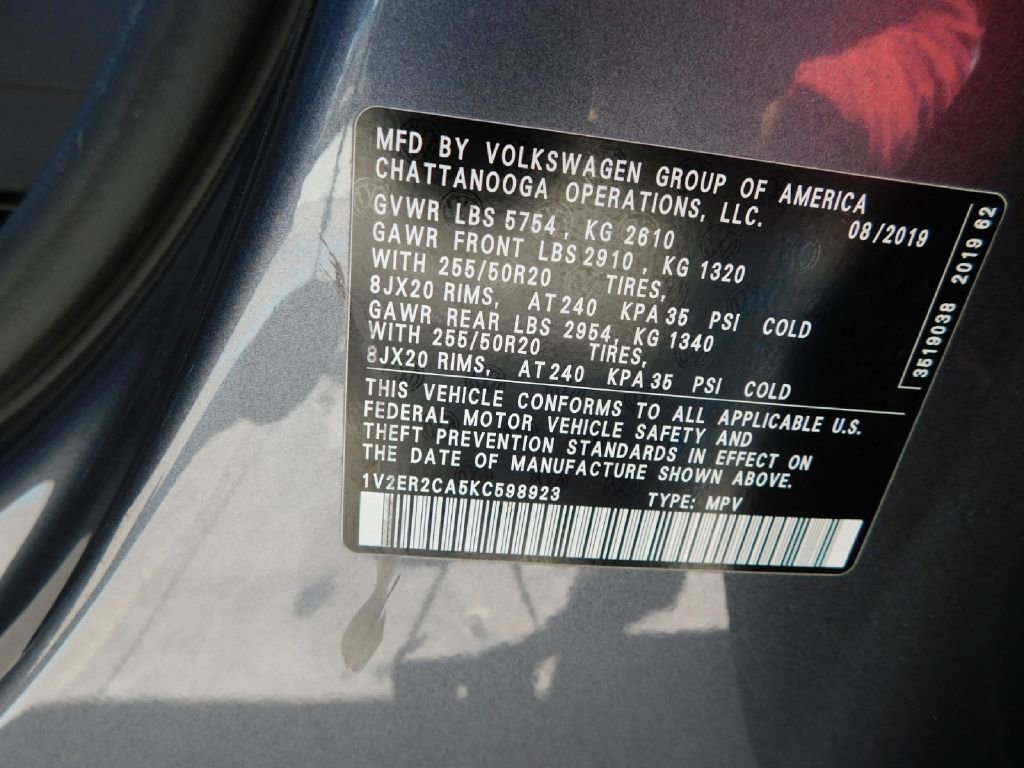 MFD BY VOLKSWAGEN GROUP OF AMERICA
CHATTANOOGA OPERATIONS, LLC.
08/2019
GVWR LBS 5754, KG 2610
GAWR FRONT LBS 2910, KG 1320
WITH 255/50R20 TIRES,
8JX20 RIMS, AT 240 KPA 35 PSI COLD
GAWR REAR LBS 2954, KG 1340
WITH 255/50R20 TIRES,
8JX20 RIMS, AT 240 KPA 35 PSI COLD
THIS VEHICLE CONFORMS TO ALL APPLICABLE U.S.
FEDERAL MOTOR VEHICLE SAFETY AND
THEFT PREVENTION STANDARDS IN EFFECT ON
THE DATE OF MANUFACTURE SHOWN ABOVE.
1V2ER2CA5KC598923 TYPE: MPV
3519038 2019 62